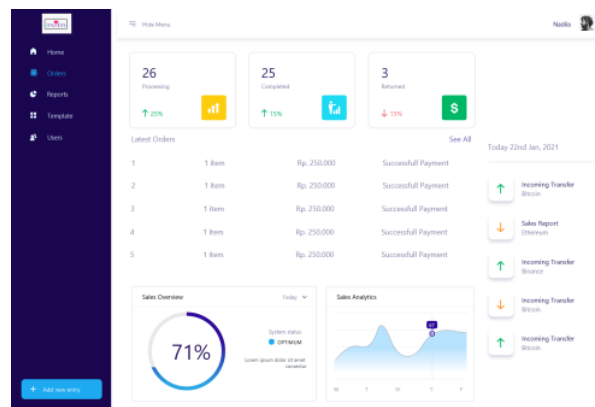 Hide Menu
Nadila
Home
Orders
Reports
Template
Users
Add new entry
26
Processing
25%
25
Completed
15%
3
Returned
15%
Latest Orders
See All
1 1 item Rp. 250.000 Successfull Payment
2 1 item Rp. 250.000 Successfull Payment
3 1 item Rp. 250.000 Successfull Payment
4 1 item Rp. 250.000 Successfull Payment
5 1 item Rp. 250.000 Successfull Payment
Sales Overview
Today
71%
System status
OPTIMUM
Lorem ipsum dolor sit amet
consetur
Sales Analytics
M T W T F
Today 22nd Jan, 2021
Incoming Transfer
Bitcoin
Sales Report
Ethereum
Incoming Transfer
Binance
Incoming Transfer
Bitcoin
Incoming Transfer
Bitcoin